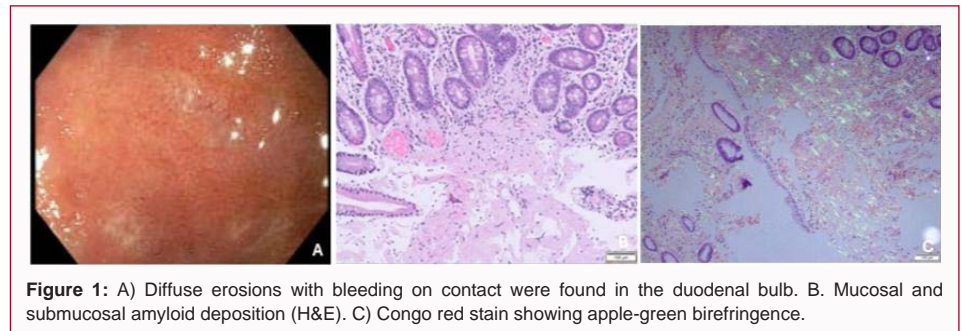 A
B
C
Figure 1: A) Diffuse erosions with bleeding on contact were found in the duodenal bulb. B. Mucosal and
submucosal amyloid deposition (H&E). C) Congo red stain showing apple-green birefringence.